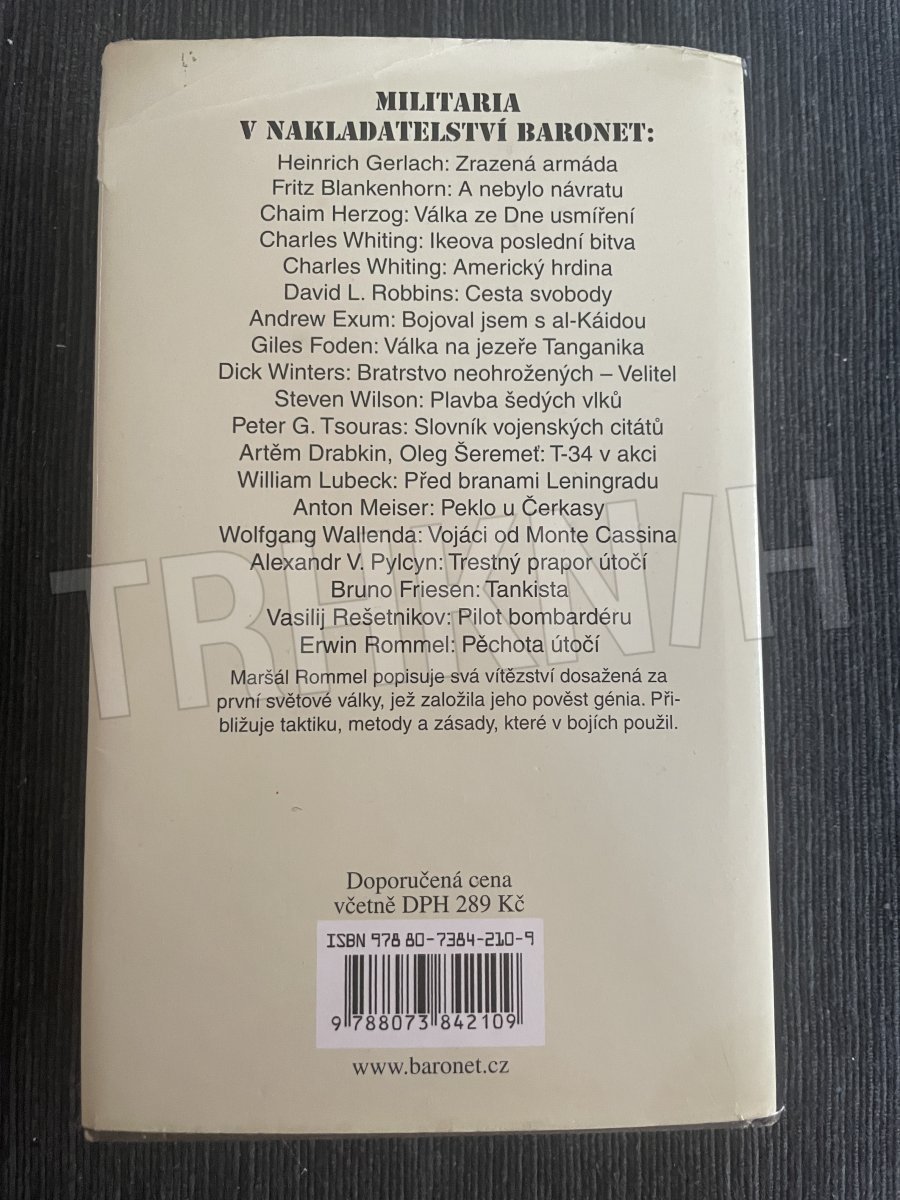 MILITARIA
V NAKLADATELSTVÍ BARONET:
Heinrich Gerlach: Zrazená armáda
Fritz Blankenhorn: A nebylo návratu
Chaim Herzog: Válka ze Dne usmíření
Charles Whiting: Ikeova poslední bitva
Charles Whiting: Americký hrdina
David L. Robbins: Cesta svobody
Andrew Exum: Bojoval jsem s al-Káidou
Giles Foden: Válka na jezeře Tanganika
Dick Winters: Bratrstvo neohrožených – Velitel
Steven Wilson: Plavba šedých vlků
Peter G. Tsouras: Slovník vojenských citátů
Artěm Drabkin, Oleg Šeremeť: T-34 v akci
William Lubeck: Před branami Leningradu
Anton Meiser: Peklo u Čerkasy
Wolfgang Wallenda: Vojáci od Monte Cassina
Alexandr V. Pylcyn: Trestný prapor útočí
Bruno Friesen: Tankista
Vasilij Rešetnikov: Pilot bombardéru
Erwin Rommel: Pěchota útočí
Maršál Rommel popisuje svá vítězství dosažená za
první světové války, jež založila jeho pověst génia. Při-
bližuje taktiku, metody a zásady, které v bojích použil.
TRHKNIH
Doporučená cena
včetně DPH 289 Kč
ISBN 978 80-7384-210-9
9 788073 842109
www.baronet.cz